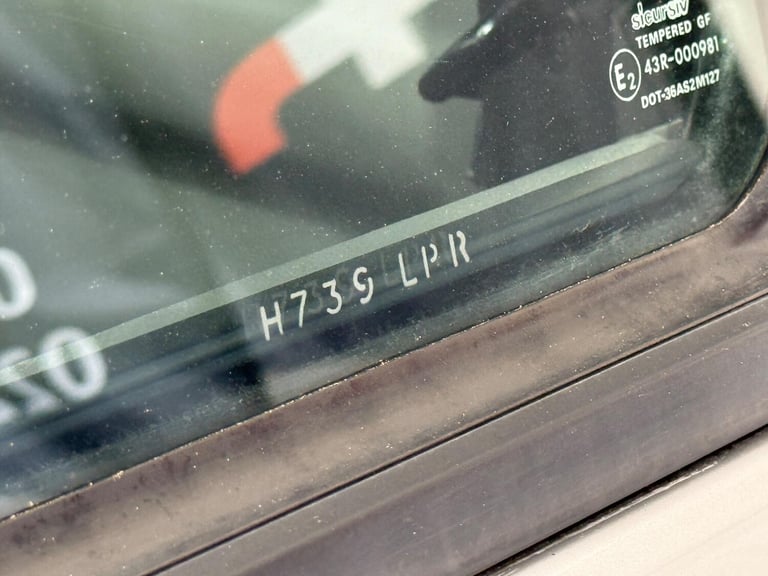 sicursiv
TEMPERED GF
E2
43R-000981
DOT-36AS2M127
H739 LPR